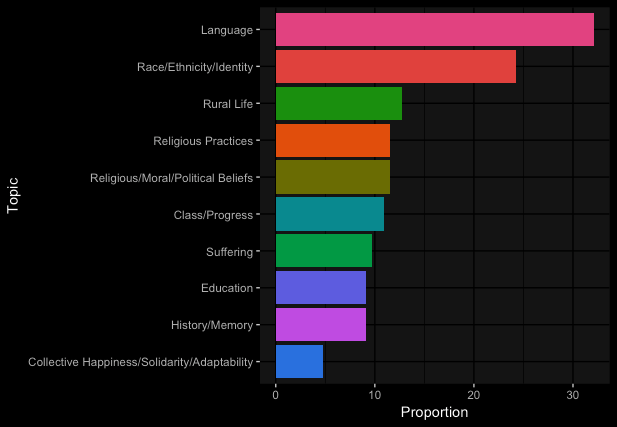 Language
Race/Ethnicity/Identity
Rural Life
Religious Practices
Religious/Moral/Political Beliefs
Class/Progress
Suffering
Education
History/Memory
Collective Happiness/Solidarity/Adaptability
Topic
0 10 20 30
Proportion